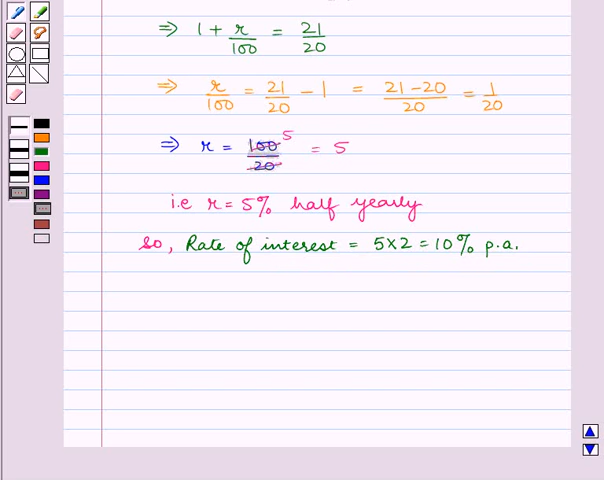 ⇒ 1 + r/100 = 21/20
⇒ r/100 = 21/20 - 1 = 21-20/20 = 1/20
⇒ r = 100/20 5 = 5
i.e r = 5% half yearly
so, Rate of interest = 5×2 = 10% p.a.